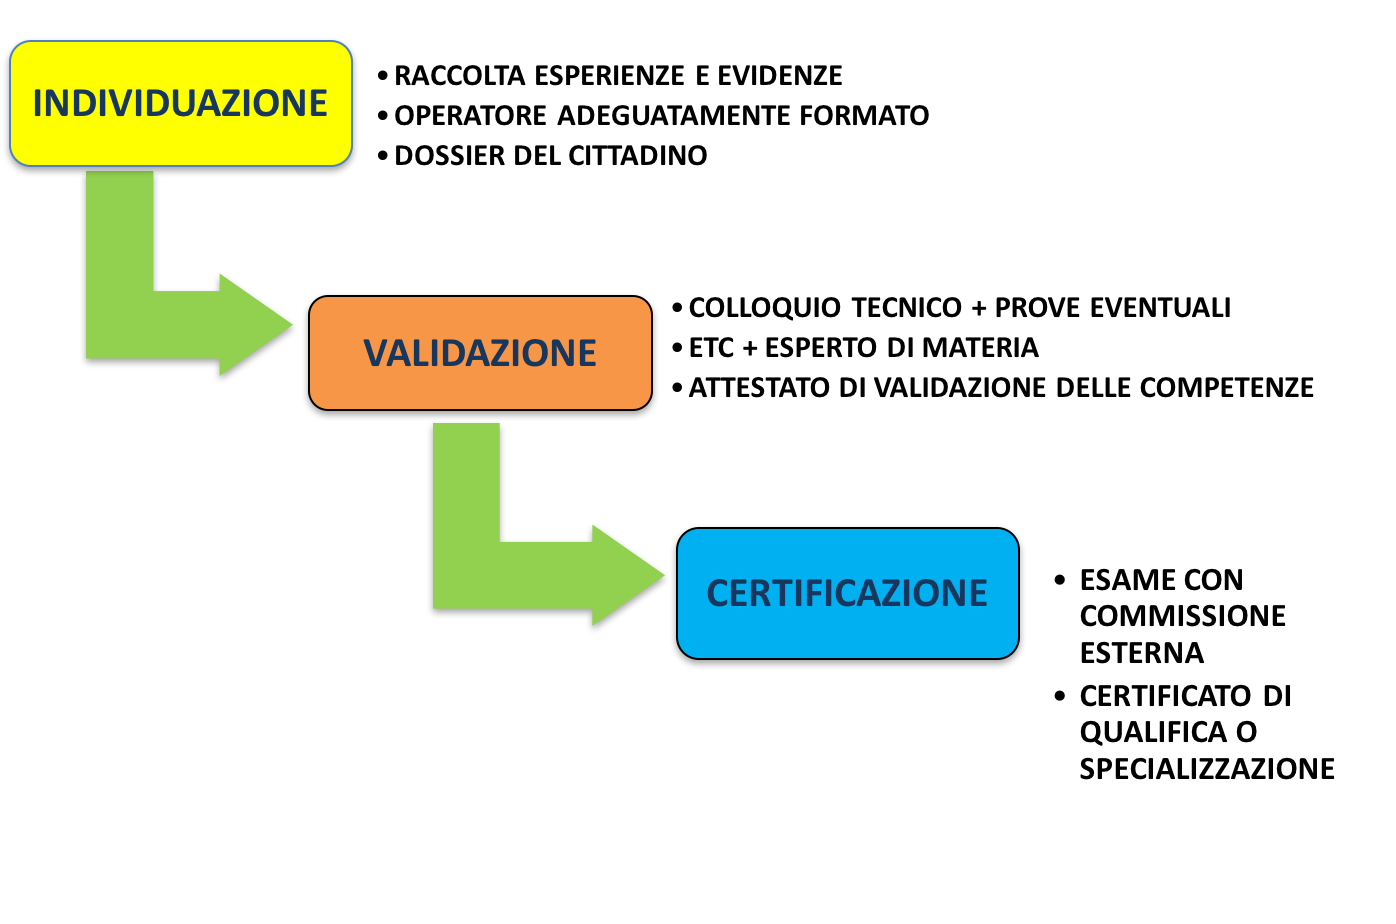 INDIVIDUAZIONE
• RACCOLTA ESPERIENZE E EVIDENZE
• OPERATORE ADEGUATAMENTE FORMATO
• DOSSIER DEL CITTADINO
VALIDAZIONE
• COLLOQUIO TECNICO + PROVE EVENTUALI
• ETC + ESPERTO DI MATERIA
• ATTESTATO DI VALIDAZIONE DELLE COMPETENZE
CERTIFICAZIONE
• ESAME CON
COMMISSIONE
ESTERNA
• CERTIFICATO DI
QUALIFICA O
SPECIALIZZAZIONE